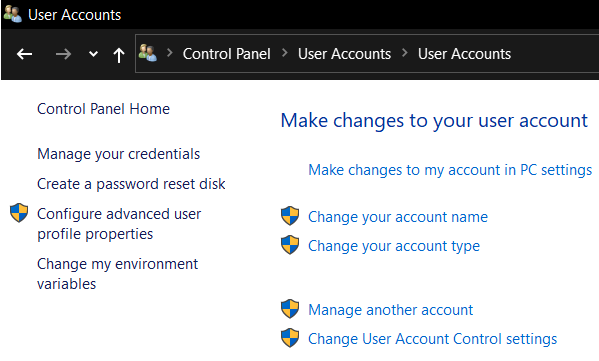 User Accounts
Control Panel User Accounts User Accounts
Control Panel Home
Manage your credentials
Create a password reset disk
Configure advanced user
profile properties
Change my environment
variables
Make changes to your user account
Make changes to my account in PC settings
Change your account name
Change your account type
Manage another account
Change User Account Control settings